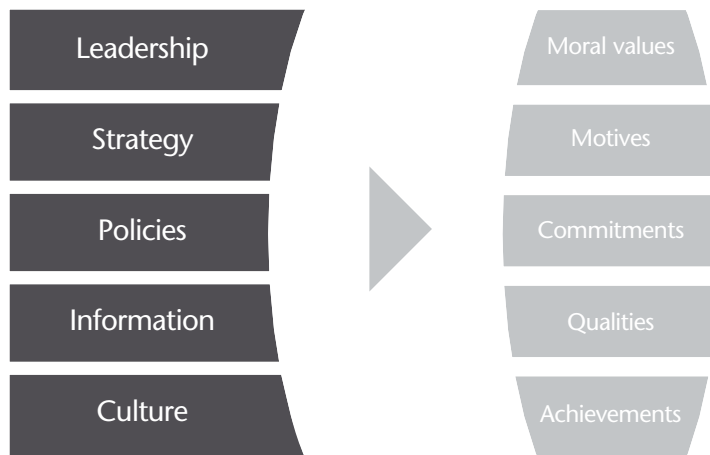 Leadership
Strategy
Policies
Information
Culture
Moral values
Motives
Commitments
Qualities
Achievements